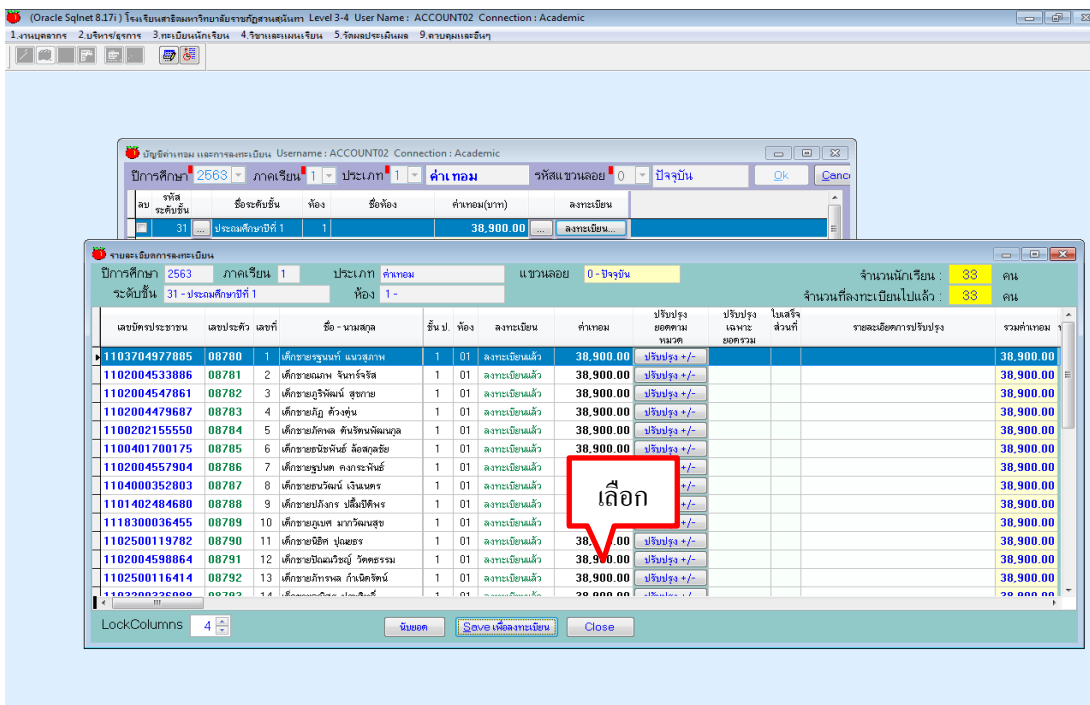 (Oracle Sqlnet 8.17i ) โรงเรียนสาธิตมหาวิทยาลัยราชภัฏสวนสุนันทา Level 3-4 User Name : ACCOUNT02 Connection : Academic
1.งานบุคลากร 2.บริหาร/ธุรการ 3.ทะเบียนนักเรียน 4.วิชาและแผนเรียน 5.วัดผลประเมินผล 9.ควบคุมและอื่นๆ
บัญชีค่าเทอม และการลงทะเบียน Username : ACCOUNT02 Connection : Academic
ปีการศึกษา 2563 ภาคเรียน 1 ประเภท 1 ค่าเทอม รหัสแขวนลอย 0 ปัจจุบัน Ok Canc
ลบ รหัสระดับชั้น ชื่อระดับชั้น ห้อง ชื่อห้อง ค่าเทอม(บาท) ลงทะเบียน
31 ... ประถมศึกษาปีที่ 1 1 38,900.00 ... ลงทะเบียน...
รายละเอียดการลงทะเบียน
ปีการศึกษา 2563 ภาคเรียน 1 ประเภท ค่าเทอม แขวนลอย 0 - ปัจจุบัน จำนวนนักเรียน : 33 คน
ระดับชั้น 31 - ประถมศึกษาปีที่ 1 ห้อง 1 - จำนวนที่ลงทะเบียนไปแล้ว : 33 คน
เลขบัตรประชาชน เลขประจำตัว เลขที่ ชื่อ - นามสกุล ชั้น ป. ห้อง ลงทะเบียน ค่าเทอม ปรับปรุงยอดตามหมวด ปรับปรุงเฉพาะยอดรวม ใบเสร็จส่วนที่ รายละเอียดการปรับปรุง รวมค่าเทอม
1103704977885 08780 1 เด็กชายรฐนนท์ แนวสุภาพ 1 01 ลงทะเบียนแล้ว 38,900.00 ปรับปรุง +/- 38,900.00
1102004533886 08781 2 เด็กชายณภพ จันทร์จรัส 1 01 ลงทะเบียนแล้ว 38,900.00 ปรับปรุง +/- 38,900.00
1102004547861 08782 3 เด็กชายภูริพัฒน์ สุขกาย 1 01 ลงทะเบียนแล้ว 38,900.00 ปรับปรุง +/- 38,900.00
1102004479687 08783 4 เด็กชายภัฏ ด้วงตุ่น 1 01 ลงทะเบียนแล้ว 38,900.00 ปรับปรุง +/- 38,900.00
1100202155550 08784 5 เด็กชายภัคพล 1 01 ลงทะเบียนแล้ว 38,900.00 ปรับปรุง +/- 38,900.00
1100401700175 08785 6 เด็กชายธนัชพันธ์ ล้อสกุลชัย 1 01 ลงทะเบียนแล้ว 38,900.00 ปรับปรุง +/- 38,900.00
1102004557904 08786 7 เด็กชายฐปนต คงกระพันธ์ 1 01 ลงทะเบียนแล้ว +/- 38,900.00
1104000352803 08787 8 เด็กชายธนวัฒน์ เงินเนตร 1 01 ลงทะเบียนแล้ว +/- 38,900.00
เลือก
1101402484680 08788 9 เด็กชายปภังกร ปลื้มปีติพร 1 01 ลงทะเบียนแล้ว +/- 38,900.00
1118300036455 08789 10 เด็กชายภูเบศ มากวัฒนสุข 1 01 ลงทะเบียนแล้ว +/- 38,900.00
1102500119782 08790 11 เด็กชายนิธิศ ปุณยธร 1 01 ลงทะเบียนแล้ว 38, ปรับปรุง +/- 38,900.00
1102004598864 08791 12 เด็กชายปัณณวิชญ์ วัตตธรรม 1 01 ลงทะเบียนแล้ว 38,900.00 ปรับปรุง +/- 38,900.00
1102500116414 08792 13 เด็กชายภัทรพล กำเนิดรัตน์ 1 01 ลงทะเบียนแล้ว 38,900.00 ปรับปรุง +/- 38,900.00
LockColumns 4 นับยอด Save เพื่อลงทะเบียน Close